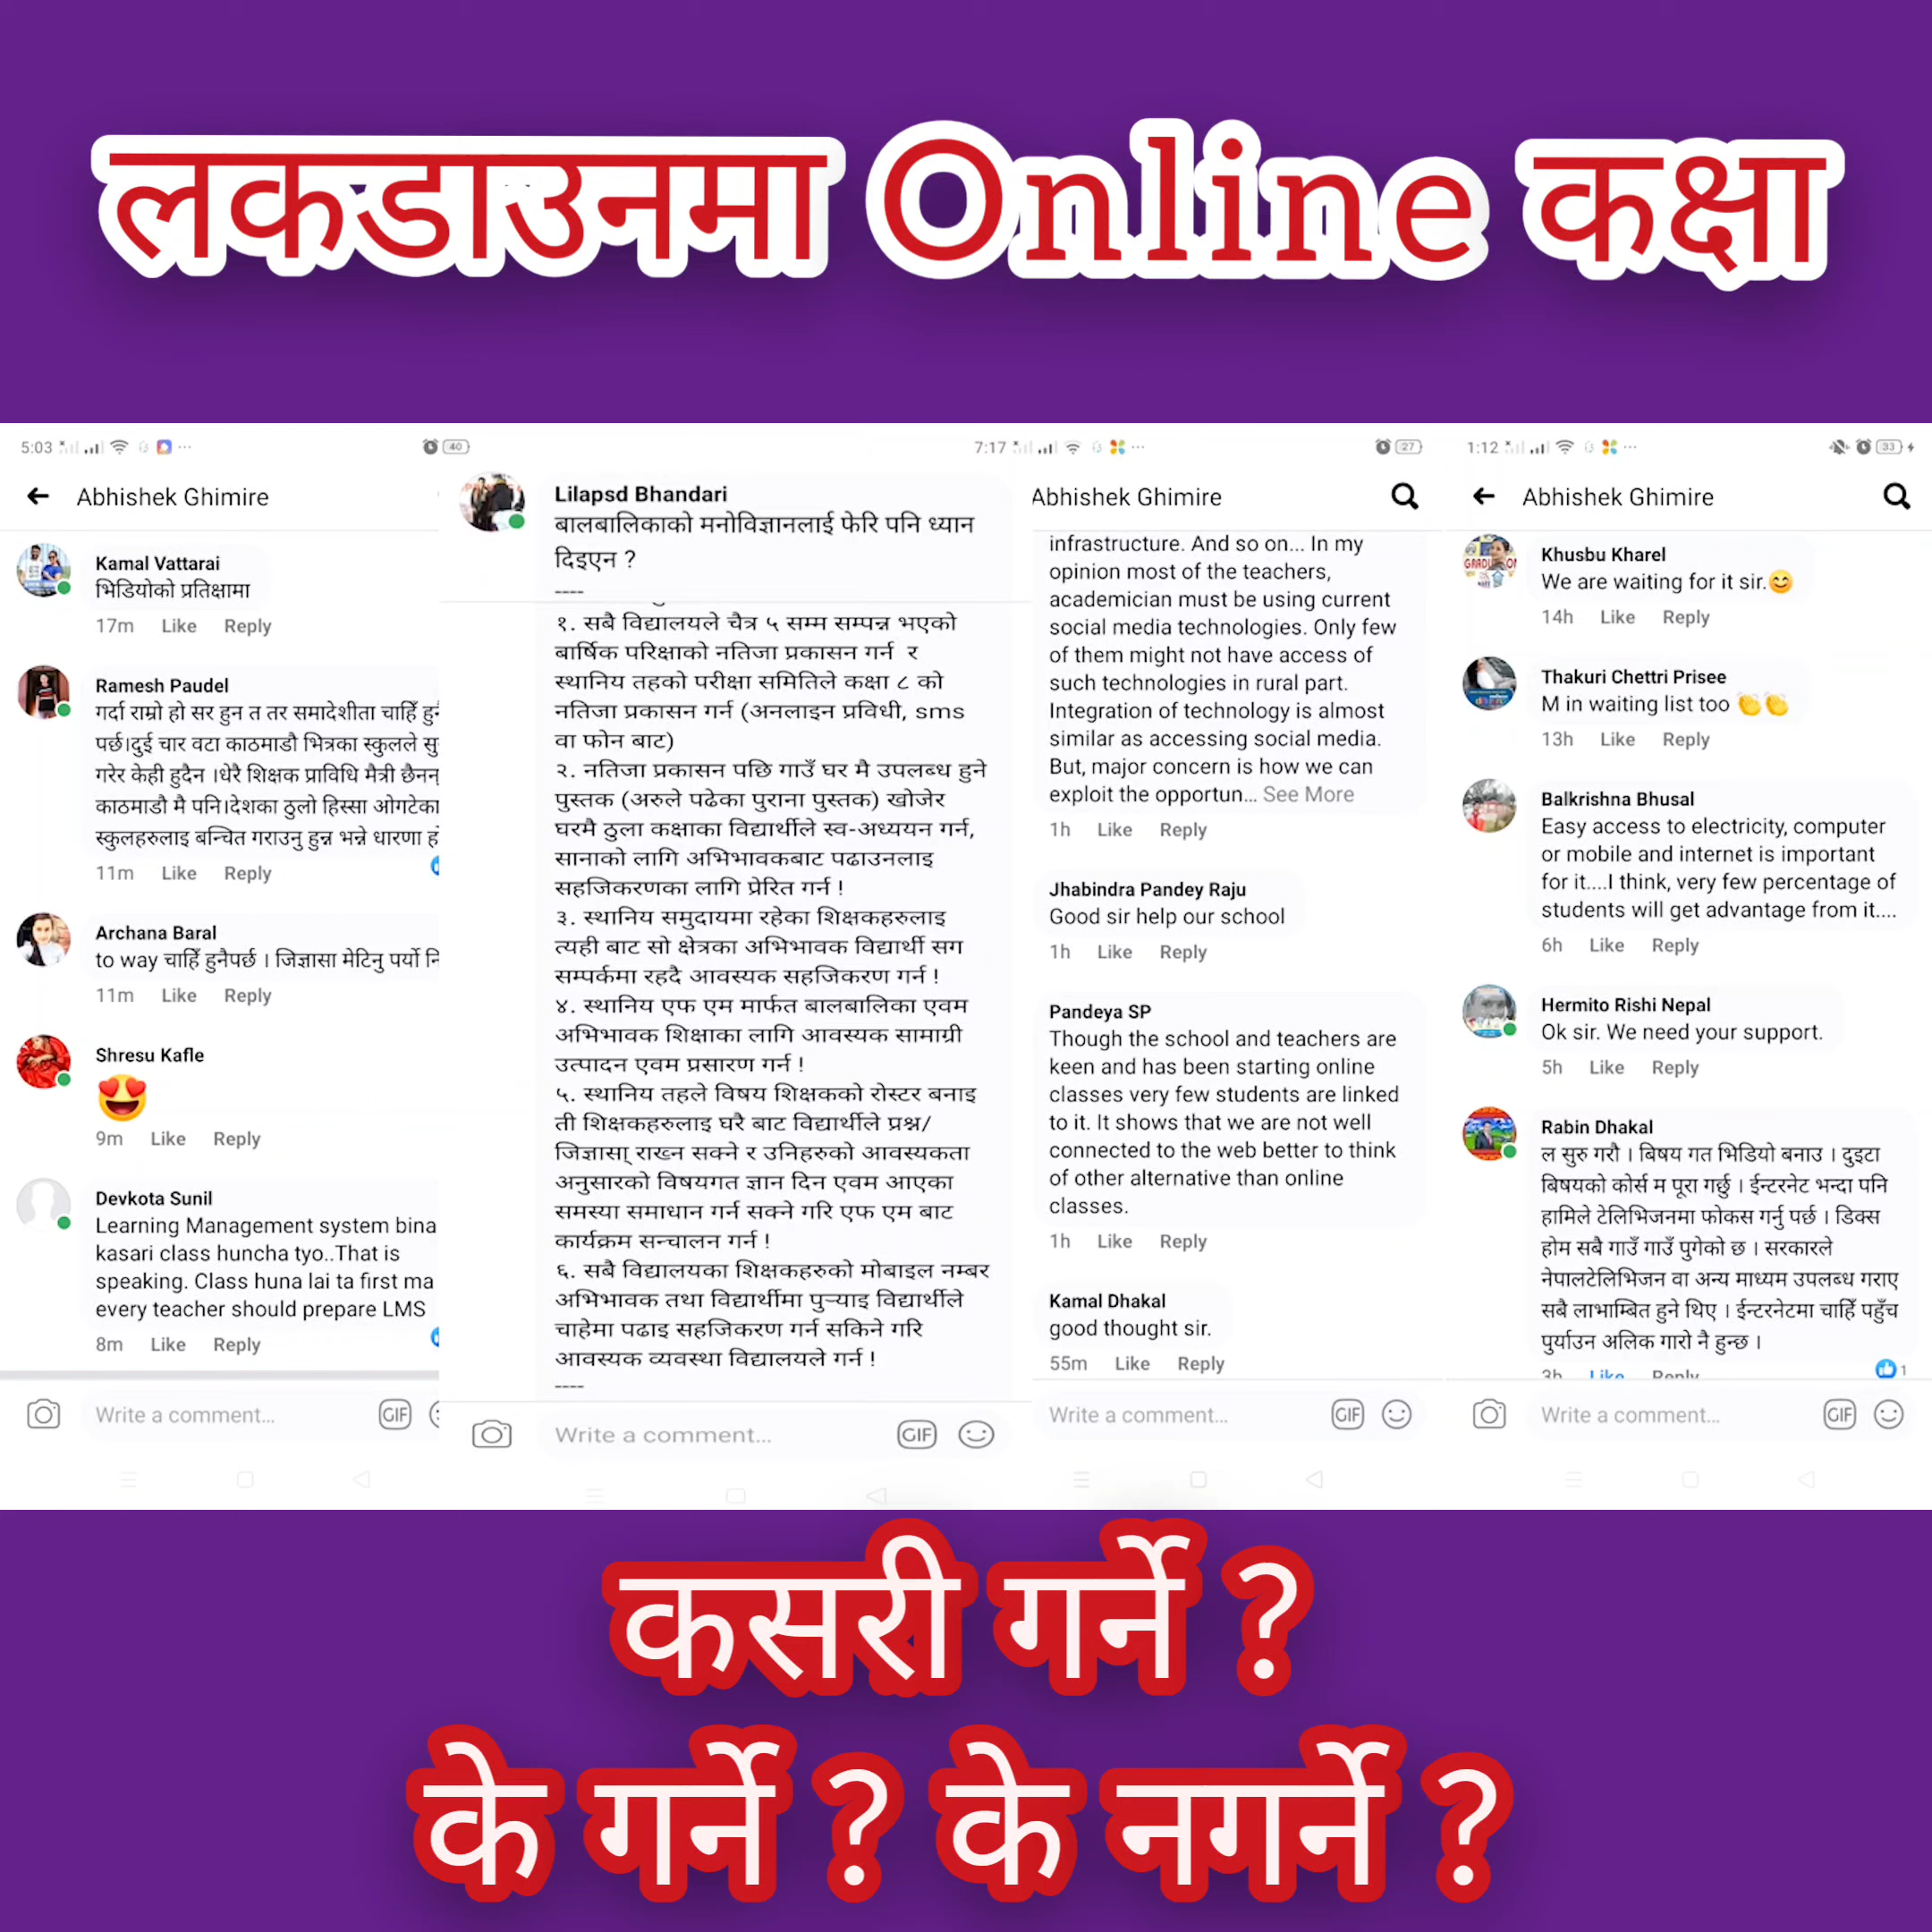 लकडाउनमा Online कक्षा
5:03
40
Abhishek Ghimire
Kamal Vattarai
भिडियोको प्रतिक्षामा
17m Like Reply
Ramesh Paudel
गर्दा राम्रो हो सर हुन त तर समादेशीता चाहिँ
पर्छ।दुई चार वटा काठमाडौ भित्रका स्कुलले
गरेर केही हुदैन ।धेरै शिक्षक प्राविधि मैत्री छैनन्
काठमाडौ मै पनि।देशका ठुलो हिस्सा ओगटेका
स्कुलहरुलाइ बन्चित गराउनु हुन्न भन्ने धारणा
11m Like Reply
Archana Baral
to way चाहिँ हुनैपर्छ । जिज्ञासा मेटिनु पर्यो
11m Like Reply
Shresu Kafle
😍
9m Like Reply
Devkota Sunil
Learning Management system bina
kasari class huncha tyo..That is
speaking. Class huna lai ta first ma
every teacher should prepare LMS
8m Like Reply
Write a comment... GIF
Lilapsd Bhandari
बालबालिकाको मनोविज्ञानलाई फेरि पनि ध्यान
दिइएन ?
----
१. सबै विद्यालयले चैत्र ५ सम्म सम्पन्न भएको
बार्षिक परिक्षाको नतिजा प्रकासन गर्न र
स्थानिय तहको परीक्षा समितिले कक्षा ८ को
नतिजा प्रकासन गर्न (अनलाइन प्रविधी, sms
वा फोन बाट)
२. नतिजा प्रकासन पछि गाउँ घर मै उपलब्ध हुने
पुस्तक (अरुले पढेका पुराना पुस्तक) खोजेर
घरमै ठुला कक्षाका विद्यार्थीले स्व-अध्ययन गर्न,
सानाको लागि अभिभावकबाट पढाउनलाइ
सहजिकरणका लागि प्रेरित गर्न !
३. स्थानिय समुदायमा रहेका शिक्षकहरुलाइ
त्यही बाट सो क्षेत्रका अभिभावक विद्यार्थी सग
सम्पर्कमा रहदै आवस्यक सहजिकरण गर्न !
४. स्थानिय एफ एम मार्फत बालबालिका एवम
अभिभावक शिक्षाका लागि आवस्यक सामाग्री
उत्पादन एवम प्रसारण गर्न !
५. स्थानिय तहले विषय शिक्षकको रोस्टर बनाइ
ती शिक्षकहरुलाइ घरै बाट विद्यार्थीले प्रश्न/
जिज्ञासा् राख्न सक्ने र उनिहरुको आवस्यकता
अनुसारको विषयगत ज्ञान दिन एवम आएका
समस्या समाधान गर्न सक्ने गरि एफ एम बाट
कार्यक्रम सन्चालन गर्न !
६. सबै विद्यालयका शिक्षकहरुको मोबाइल नम्बर
अभिभावक तथा विद्यार्थीमा पुऱ्याइ विद्यार्थीले
चाहेमा पढाइ सहजिकरण गर्न सकिने गरि
आवस्यक व्यवस्था विद्यालयले गर्न !
----
Write a comment... GIF
7:17
27
Abhishek Ghimire
infrastructure. And so on... In my
opinion most of the teachers,
academician must be using current
social media technologies. Only few
of them might not have access of
such technologies in rural part.
Integration of technology is almost
similar as accessing social media.
But, major concern is how we can
exploit the opportun... See More
1h Like Reply
Jhabindra Pandey Raju
Good sir help our school
1h Like Reply
Pandeya SP
Though the school and teachers are
keen and has been starting online
classes very few students are linked
to it. It shows that we are not well
connected to the web better to think
of other alternative than online
classes.
1h Like Reply
Kamal Dhakal
good thought sir.
55m Like Reply
Write a comment... GIF
1:12
33
Abhishek Ghimire
Khusbu Kharel
We are waiting for it sir.😊
14h Like Reply
Thakuri Chettri Prisee
M in waiting list too 👏👏
13h Like Reply
Balkrishna Bhusal
Easy access to electricity, computer
or mobile and internet is important
for it....I think, very few percentage of
students will get advantage from it....
6h Like Reply
Hermito Rishi Nepal
Ok sir. We need your support.
5h Like Reply
Rabin Dhakal
ल सुरु गरौ । बिषय गत भिडियो बनाउ । दुइटा
बिषयको कोर्स म पूरा गर्छु । ईन्टरनेट भन्दा पनि
हामिले टेलिभिजनमा फोकस गर्नु पर्छ । डिक्स
होम सबै गाउँ गाउँ पुगेको छ । सरकारले
नेपालटेलिभिजन वा अन्य माध्यम उपलब्ध गराए
सबै लाभाम्बित हुने थिए । ईन्टरनेटमा चाहिँ पहुँच
पुर्याउन अलिक गारो नै हुन्छ ।
3h Like Reply 1
Write a comment... GIF
कसरी गर्ने ?
के गर्ने ? के नगर्ने ?